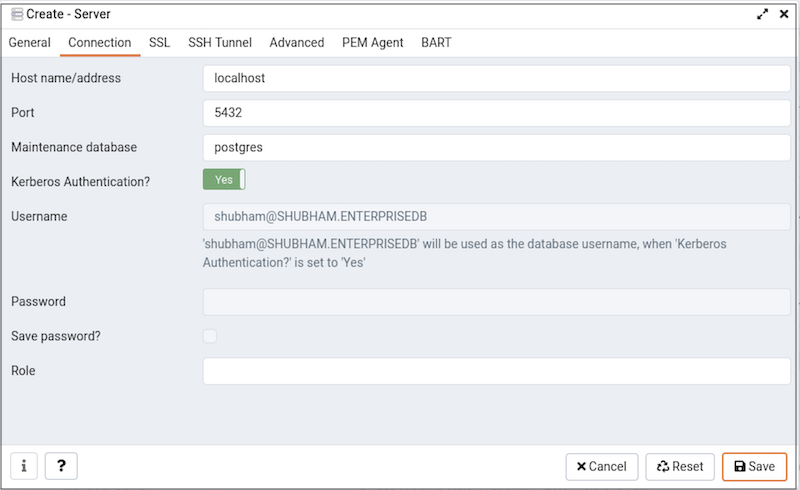 Create - Server
General Connection SSL SSH Tunnel Advanced PEM Agent BART
Host name/address localhost
Port 5432
Maintenance database postgres
Kerberos Authentication? Yes
Username shubham@SHUBHAM.ENTERPRISEDB
'shubham@SHUBHAM.ENTERPRISEDB' will be used as the database username, when 'Kerberos
Authentication?' is set to 'Yes'
Password
Save password?
Role
i ? Cancel Reset Save